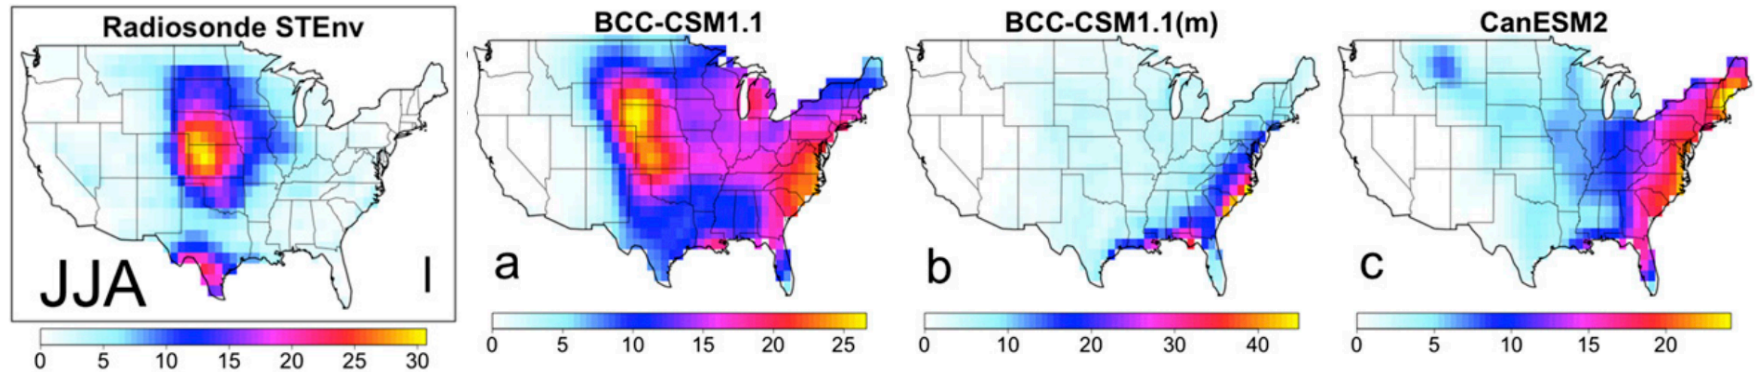 Radiosonde STEnv
JJA
l
0 5 10 15 20 25 30
BCC-CSM1.1
a
0 5 10 15 20 25
BCC-CSM1.1(m)
b
0 10 20 30 40
CanESM2
c
0 5 10 15 20